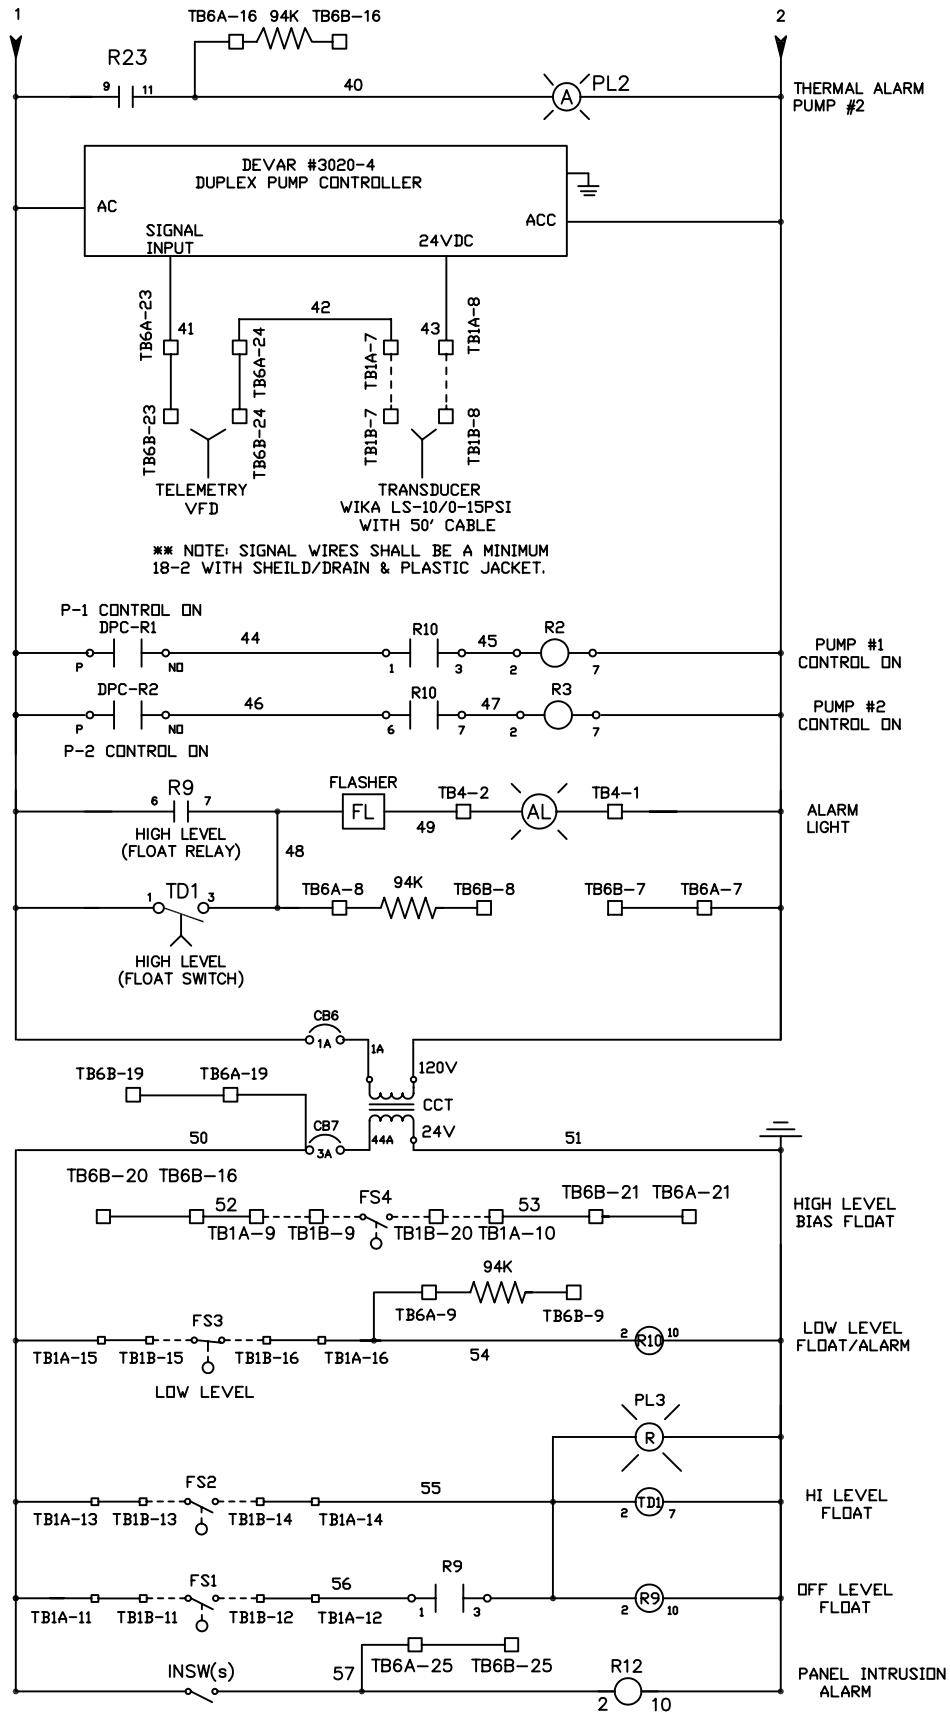 1
TB6A-16 94K TB6B-16
2
R23
9 11
40
A
PL2
THERMAL ALARM
PUMP #2
DEVAR #3020-4
DUPLEX PUMP CONTROLLER
AC
ACC
SIGNAL
INPUT
24VDC
TB6A-23
41
TB6A-24
42
TB1A-7
43
TB1A-8
TB6B-23
TB6B-24
TB1B-7
TB1B-8
TELEMETRY
VFD
TRANSDUCER
WIKA LS-10/0-15PSI
WITH 50' CABLE
** NOTE: SIGNAL WIRES SHALL BE A MINIMUM
18-2 WITH SHEILD/DRAIN & PLASTIC JACKET.
P-1 CONTROL ON
DPC-R1
44
R10
45
R2
P NO 1 3 2 7
PUMP #1
CONTROL ON
DPC-R2
46
R10
47
R3
P NO 6 7 2 7
PUMP #2
CONTROL ON
P-2 CONTROL ON
R9
6 7
HIGH LEVEL
(FLOAT RELAY)
FLASHER
FL
49
TB4-2
AL
TB4-1
ALARM
LIGHT
48
TD1
1 3
HIGH LEVEL
(FLOAT SWITCH)
TB6A-8 94K TB6B-8
TB6B-7 TB6A-7
CB6
1A
1A
120V
TB6B-19 TB6A-19
CCT
50
CB7
3A
44A
24V
51
TB6B-20 TB6B-16
52
TB1A-9 TB1B-9
FS4
TB1B-20 TB1A-10
53
TB6B-21 TB6A-21
HIGH LEVEL
BIAS FLOAT
94K
TB6A-9 TB6B-9
FS3
TB1A-15 TB1B-15 TB1B-16 TB1A-16
54
2 R10 10
LOW LEVEL
FLOAT/ALARM
LOW LEVEL
PL3
R
FS2
55
TB1A-13 TB1B-13 TB1B-14 TB1A-14
2 TD1 7
HI LEVEL
FLOAT
FS1
56
R9
TB1A-11 TB1B-11 TB1B-12 TB1A-12
1 3
2 R9 10
OFF LEVEL
FLOAT
TB6A-25 TB6B-25
INSW(s)
57
R12
2 10
PANEL INTRUSION
ALARM